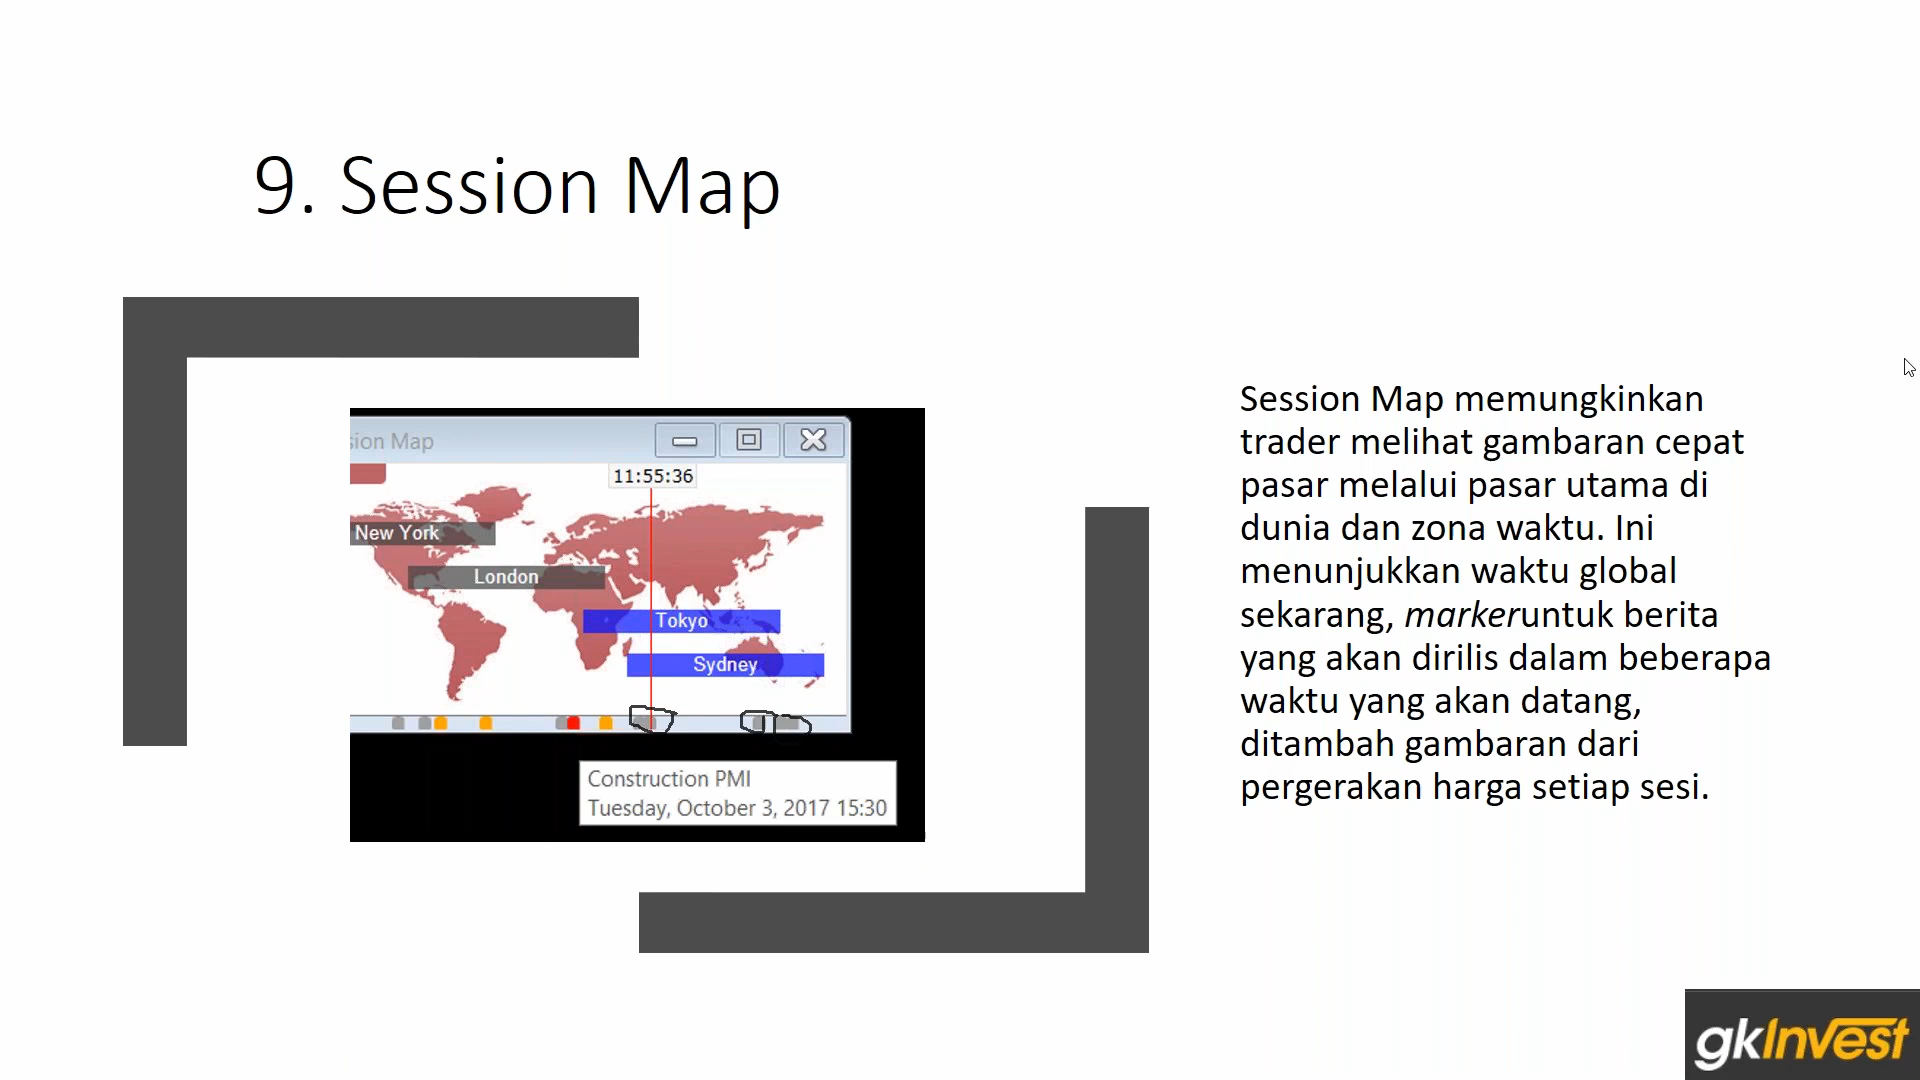 9. Session Map
sion Map
11:55:36
New York
London
Tokyo
Sydney
Construction PMI
Tuesday, October 3, 2017 15:30
Session Map memungkinkan
trader melihat gambaran cepat
pasar melalui pasar utama di
dunia dan zona waktu. Ini
menunjukkan waktu global
sekarang, markeruntuk berita
yang akan dirilis dalam beberapa
waktu yang akan datang,
ditambah gambaran dari
pergerakan harga setiap sesi.
gkInvest